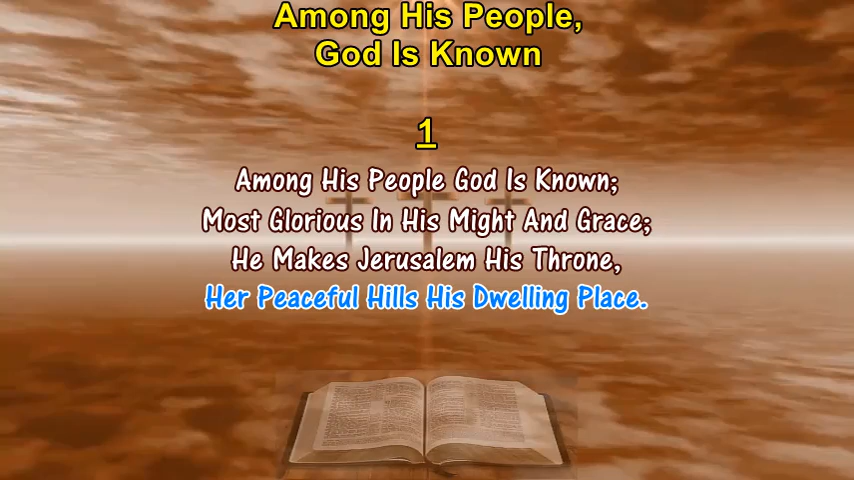 Among His People,
God Is Known
1
Among His People God Is Known;
Most Glorious In His Might And Grace;
He Makes Jerusalem His Throne,
Her Peaceful Hills His Dwelling Place.